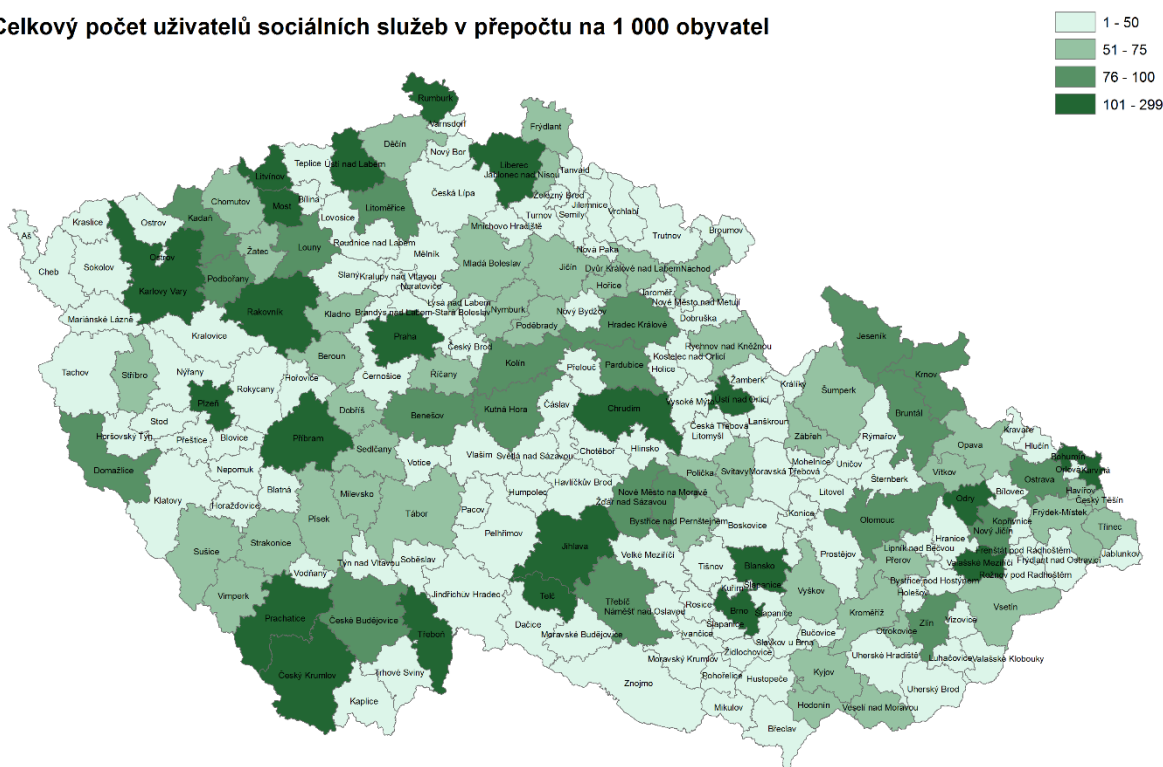 Celkový počet uživatelů sociálních služeb v přepočtu na 1 000 obyvatel
1 - 50
51 - 75
76 - 100
101 - 299
Rumburk
Varnsdorf
Frýdlant
Děčín
Nový Bor
Teplice
Ústí nad Labem
Liberec
Jablonec nad Nisou
Tanvald
Litvínov
Most
Bílina
Česká Lípa
Železný Brod
Jilemnice
Chomutov
Lovosice
Litoměřice
Turnov
Semily
Vrchlabí
Kadaň
Kraslice
Ostrov
Mnichovo Hradiště
Trutnov
Broumov
Aš
Louny
Roudnice nad Labem
Žatec
Mělník
Nová Paka
Ostrov
Cheb
Sokolov
Podbořany
Slaný
Kralupy nad Vltavou
Neratovice
Mladá Boleslav
Jičín
Dvůr Králové nad Labem
Náchod
Hořice
Jaroměř
Nové Město nad Metují
Karlovy Vary
Rakovník
Kladno
Lysá nad Labem
Brandýs nad Labem-Stará Boleslav
Nymburk
Nový Bydžov
Dobruška
Mariánské Lázně
Kralovice
Praha
Poděbrady
Hradec Králové
Jeseník
Český Brod
Rychnov nad Kněžnou
Beroun
Kostelec nad Orlicí
Tachov
Stříbro
Nýřany
Rokycany
Hořovice
Černošice
Říčany
Kolín
Přelouč
Pardubice
Holice
Krnov
Žamberk
Králíky
Šumperk
Plzeň
Dobříš
Benešov
Kutná Hora
Čáslav
Chrudim
Vysoké Mýto
Ústí nad Orlicí
Bruntál
Stod
Horšovský Týn
Přeštice
Blovice
Příbram
Sedlčany
Česká Třebová
Litomyšl
Lanškroun
Zábřeh
Rýmařov
Opava
Kravaře
Hlučín
Votice
Vlašim
Světlá nad Sázavou
Chotěboř
Hlinsko
Bohumín
Domažlice
Nepomuk
Mohelnice
Uničov
Orlová
Karviná
Polička
Svitavy
Moravská Třebová
Šternberk
Vítkov
Ostrava
Havířov
Český Těšín
Klatovy
Blatná
Horažďovice
Milevsko
Humpolec
Havlíčkův Brod
Nové Město na Moravě
Žďár nad Sázavou
Litovel
Odry
Bílovec
Písek
Tábor
Pacov
Bystřice nad Pernštejnem
Boskovice
Konice
Olomouc
Kopřivnice
Nový Jičín
Frýdek-Místek
Třinec
Pelhřimov
Hranice
Sušice
Strakonice
Jihlava
Velké Meziříčí
Prostějov
Lipník nad Bečvou
Frenštát pod Radhoštěm
Jablunkov
Týn nad Vltavou
Soběslav
Tišnov
Blansko
Přerov
Valašské Meziříčí
Frýdlant nad Ostravicí
Vodňany
Rožnov pod Radhoštěm
Vimperk
Jindřichův Hradec
Telč
Kuřim
Šlapanice
Vyškov
Bystřice pod Hostýnem
Holešov
Třebíč
Náměšť nad Oslavou
Rosice
Brno
Šlapanice
Kroměříž
Vsetín
Prachatice
České Budějovice
Třeboň
Dačice
Šlapanice
Zlín
Vizovice
Moravské Budějovice
Ivančice
Bučovice
Otrokovice
Slavkov u Brna
Židlochovice
Uherské Hradiště
Luhačovice
Valašské Klobouky
Český Krumlov
Trhové Sviny
Moravský Krumlov
Pohořelice
Hustopeče
Kyjov
Znojmo
Uherský Brod
Kaplice
Mikulov
Hodonín
Veselí nad Moravou
Břeclav